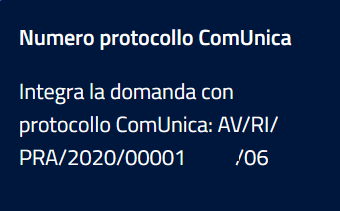 Numero protocollo ComUnica
Integra la domanda con
protocollo ComUnica: AV/RI/
PRA/2020/00001 /06